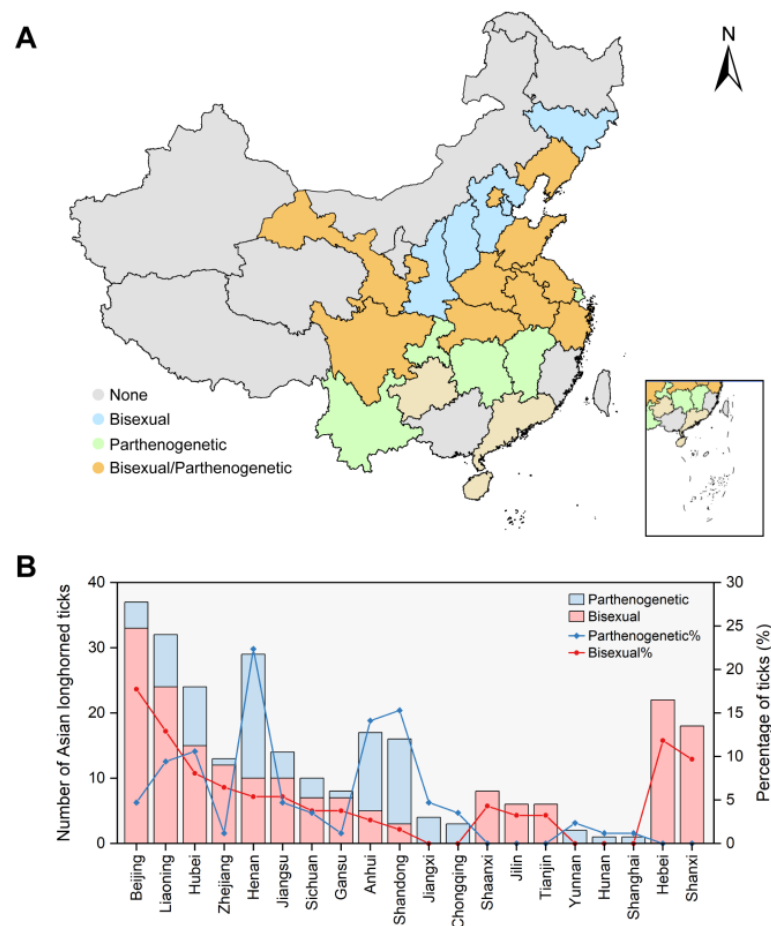 A
N
None
Bisexual
Parthenogenetic
Bisexual/Parthenogenetic
B
Number of Asian longhorned ticks
40
30
20
10
0
Parthenogenetic
Bisexual
Parthenogenetic%
Bisexual%
30
25
20
15
10
5
0
Percentage of ticks (%)
Beijing
Liaoning
Hubei
Zhejiang
Henan
Jiangsu
Sichuan
Gansu
Anhui
Shandong
Jiangxi
Chongqing
Shaanxi
Jilin
Tianjin
Yunnan
Hunan
Shanghai
Hebei
Shanxi